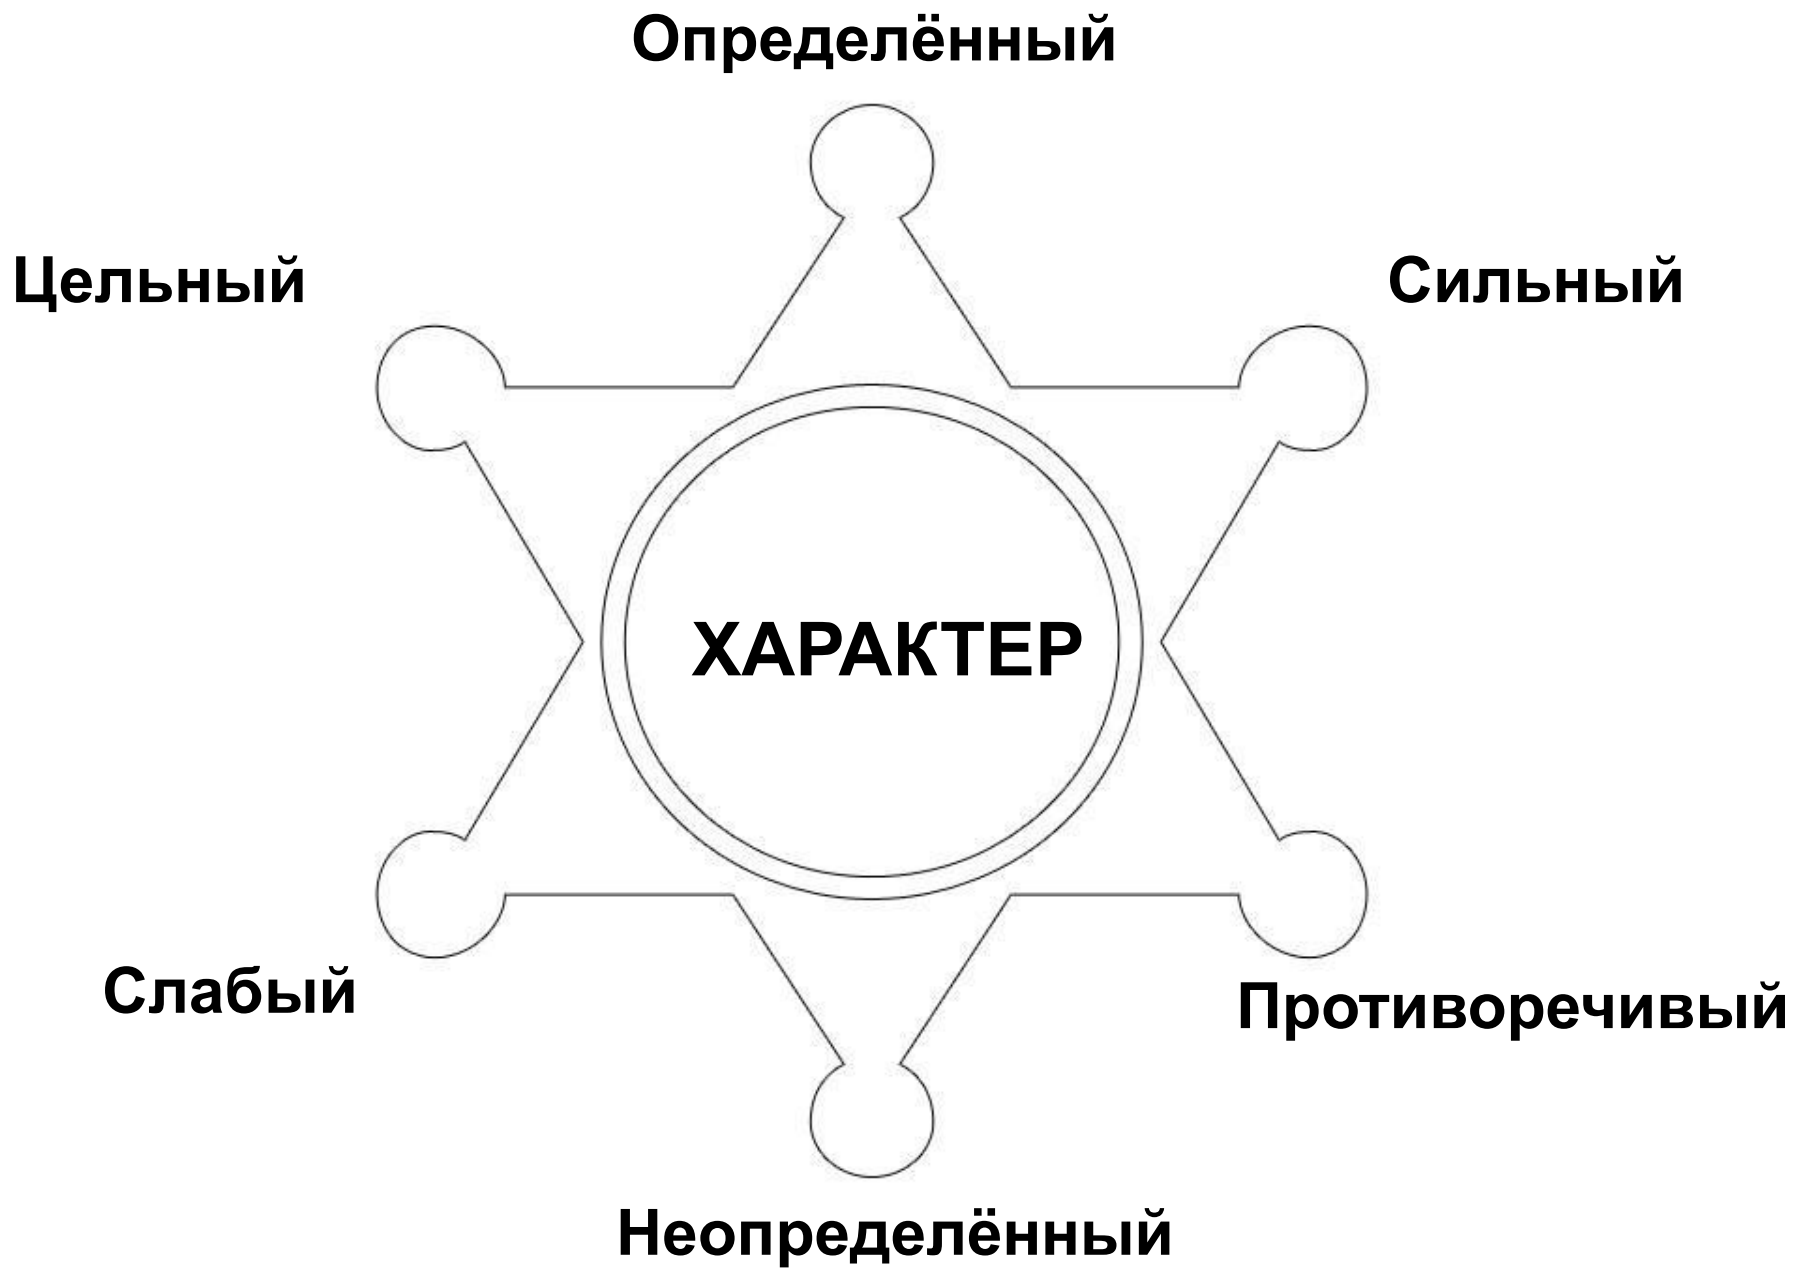 Определённый
Цельный
Сильный
ХАРАКТЕР
Слабый
Противоречивый
Неопределённый